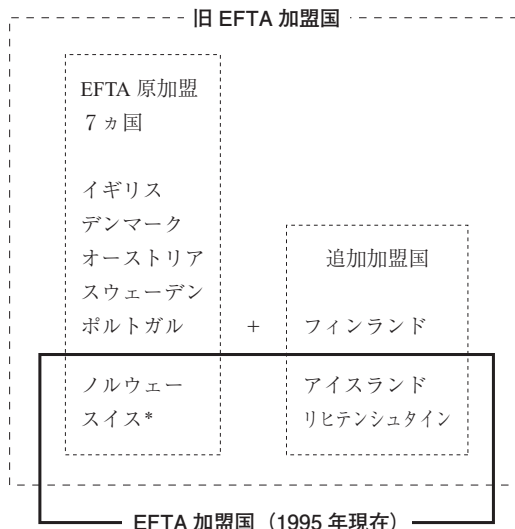 旧 EFTA 加盟国
EFTA 原加盟
7 ヵ国
イギリス
デンマーク
オーストリア
スウェーデン
ポルトガル
ノルウェー
スイス*
+
追加加盟国
フィンランド
アイスランド
リヒテンシュタイン
EFTA 加盟国（1995 年現在）